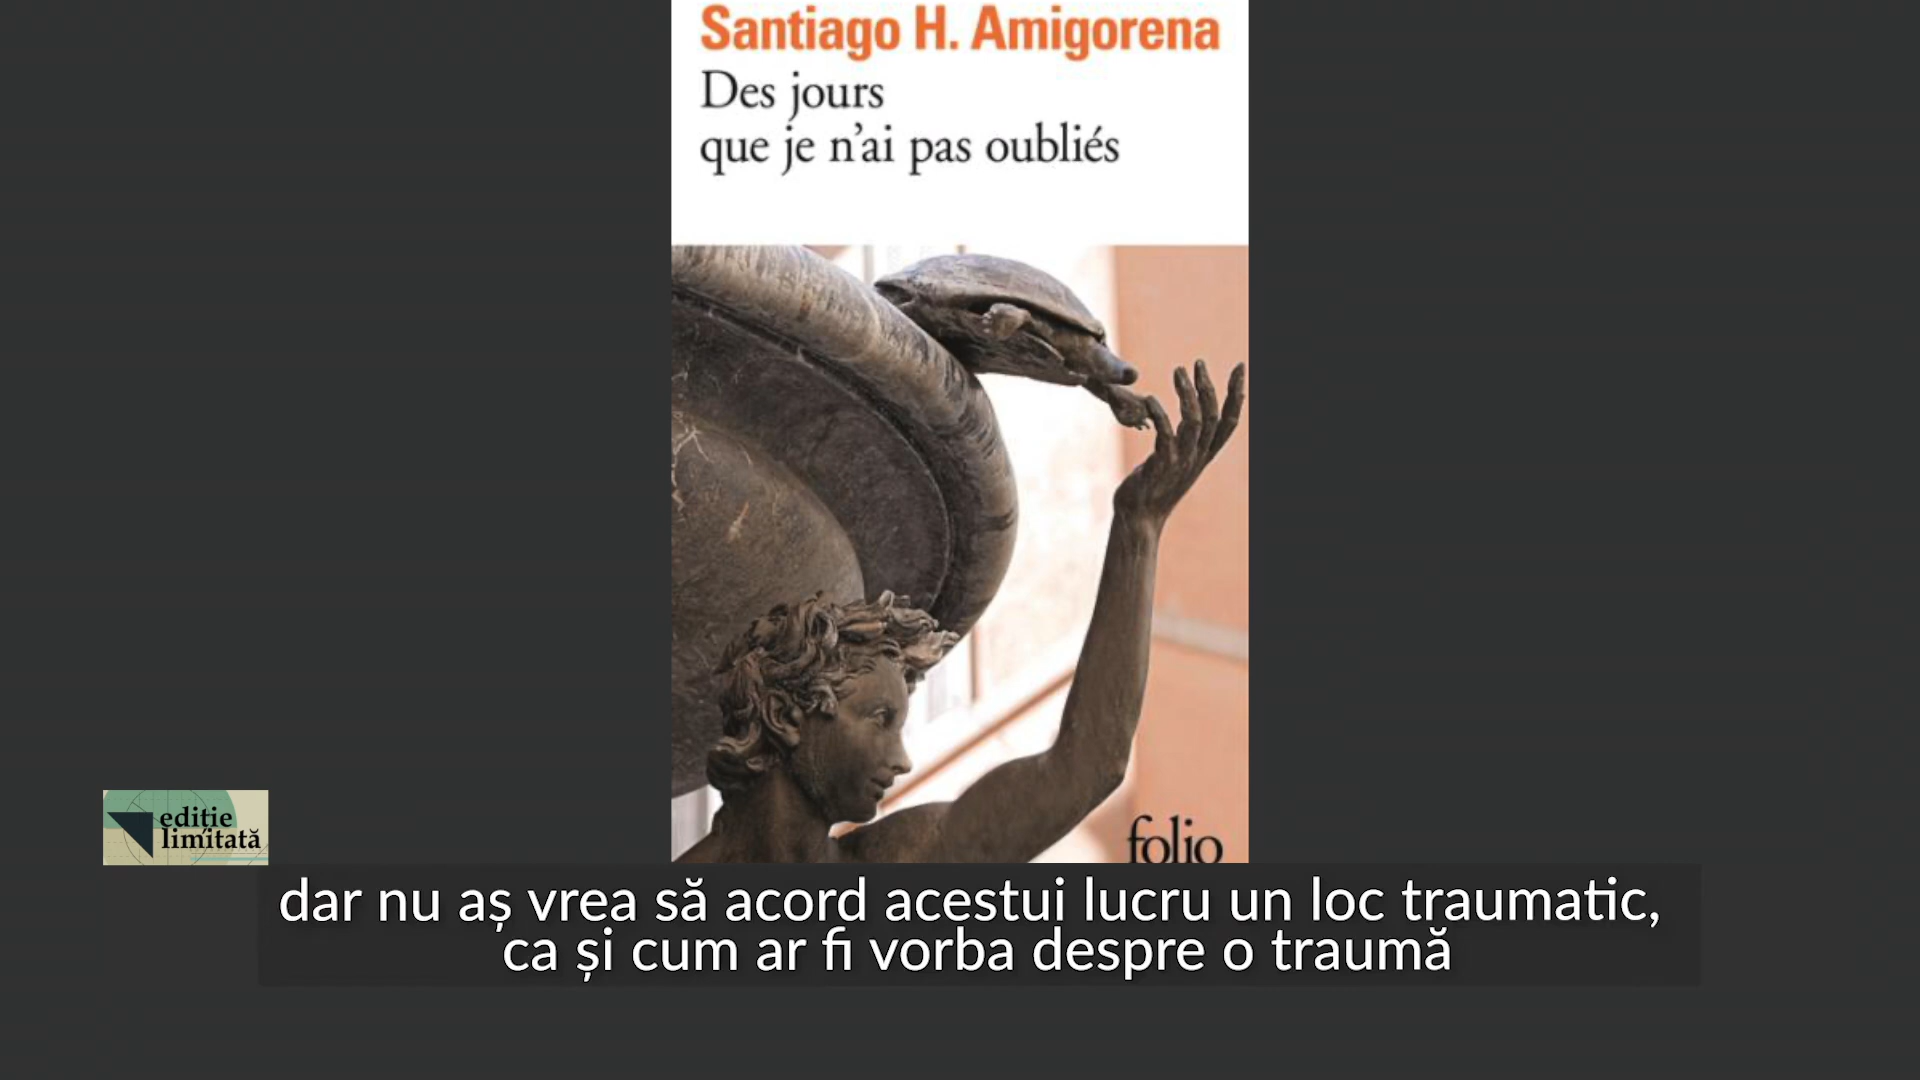 Santiago H. Amigorena
Des jours
que je n'ai pas oubliés
folio
ediție
limitată
dar nu aș vrea să acord acestui lucru un loc traumatic,
ca și cum ar fi vorba despre o traumă